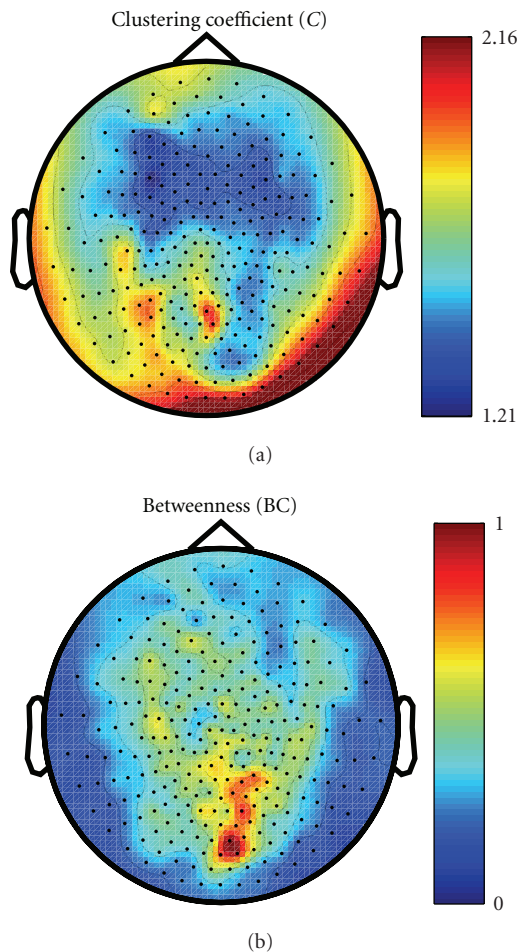 Clustering coefficient (C)
2.16
1.21
(a)
Betweenness (BC)
1
0
(b)